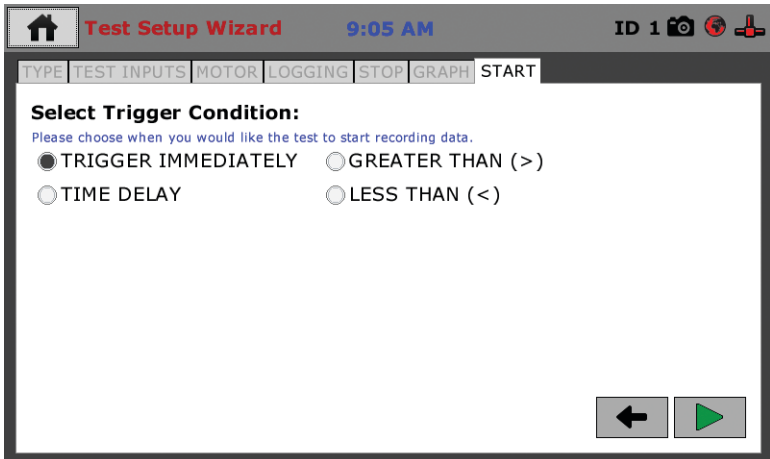 Test Setup Wizard 9:05 AM ID 1
TYPE TEST INPUTS MOTOR LOGGING STOP GRAPH START
Select Trigger Condition:
Please choose when you would like the test to start recording data.
TRIGGER IMMEDIATELY GREATER THAN (>)
TIME DELAY LESS THAN (<)